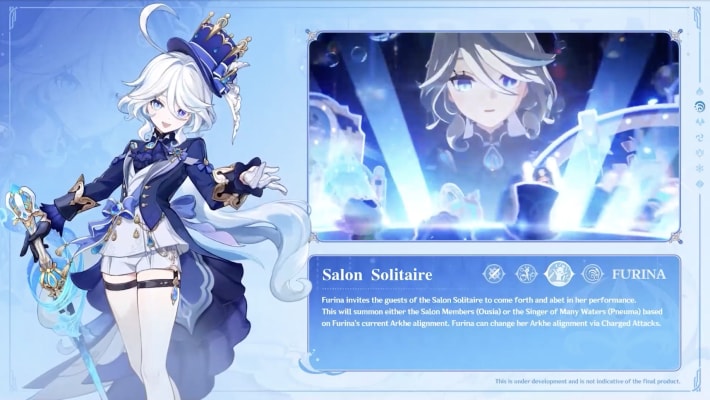 Salon Solitaire
FURINA
Furina invites the guests of the Salon Solitaire to come forth and abet in her performance.
This will summon either the Salon Members (Ousia) or the Singer of Many Waters (Pneuma) based
on Furina's current Arkhe alignment. Furina can change her Arkhe alignment via Charged Attacks.
This is under development and is not indicative of the final product.